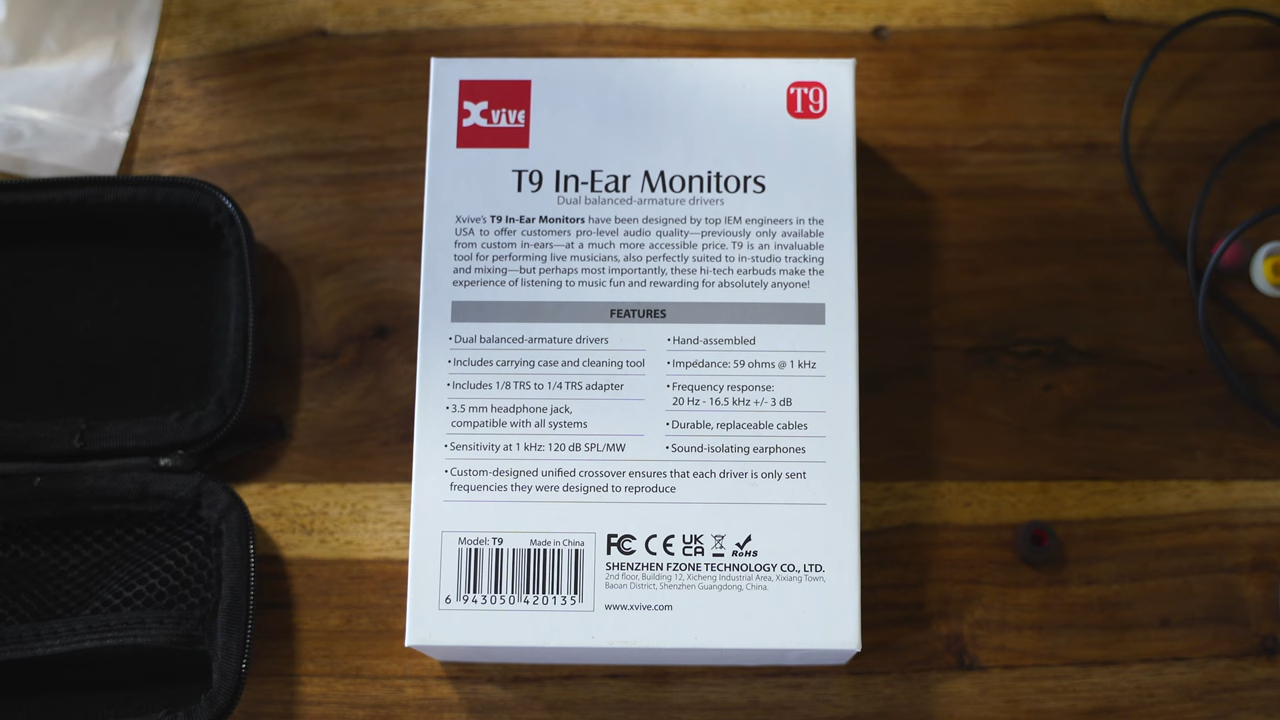 X vive
T9
T9 In-Ear Monitors
Dual balanced-armature drivers
Xvive's T9 In-Ear Monitors have been designed by top IEM engineers in the
USA to offer customers pro-level audio quality—previously only available
from custom in-ears—at a much more accessible price. T9 is an invaluable
tool for performing live musicians, also perfectly suited to in-studio tracking
and mixing—but perhaps most importantly, these hi-tech earbuds make the
experience of listening to music fun and rewarding for absolutely anyone!
FEATURES
• Dual balanced-armature drivers
• Includes carrying case and cleaning tool
• Includes 1/8 TRS to 1/4 TRS adapter
• 3.5 mm headphone jack,
compatible with all systems
• Sensitivity at 1 kHz: 120 dB SPL/MW
• Hand-assembled
• Impedance: 59 ohms @ 1 kHz
• Frequency response:
20 Hz - 16.5 kHz +/- 3 dB
• Durable, replaceable cables
• Sound-isolating earphones
• Custom-designed unified crossover ensures that each driver is only sent
frequencies they were designed to reproduce
Model: T9 Made in China
6 943050 420135
FC CE UK CA RoHS
SHENZHEN FZONE TECHNOLOGY CO., LTD.
2nd floor, Building 12, Xicheng Industrial Area, Xixiang Town,
Baoan District, Shenzhen Guangdong, China.
www.xvive.com